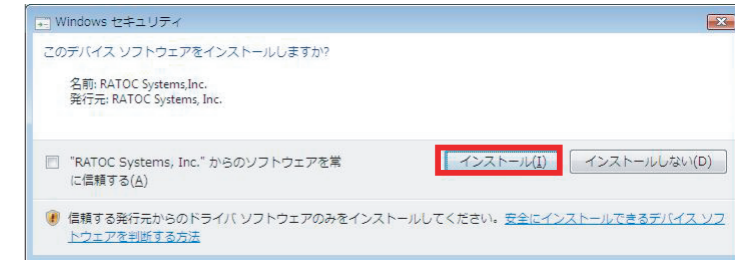 Windows セキュリティ
このデバイス ソフトウェアをインストールしますか?
名前: RATOC Systems,Inc.
発行元: RATOC Systems, Inc.
"RATOC Systems, Inc." からのソフトウェアを常
に信頼する(A)
インストール(I)
インストールしない(D)
信頼する発行元からのドライバ ソフトウェアのみをインストールしてください。安全にインストールできるデバイス ソフ
トウェアを判断する方法